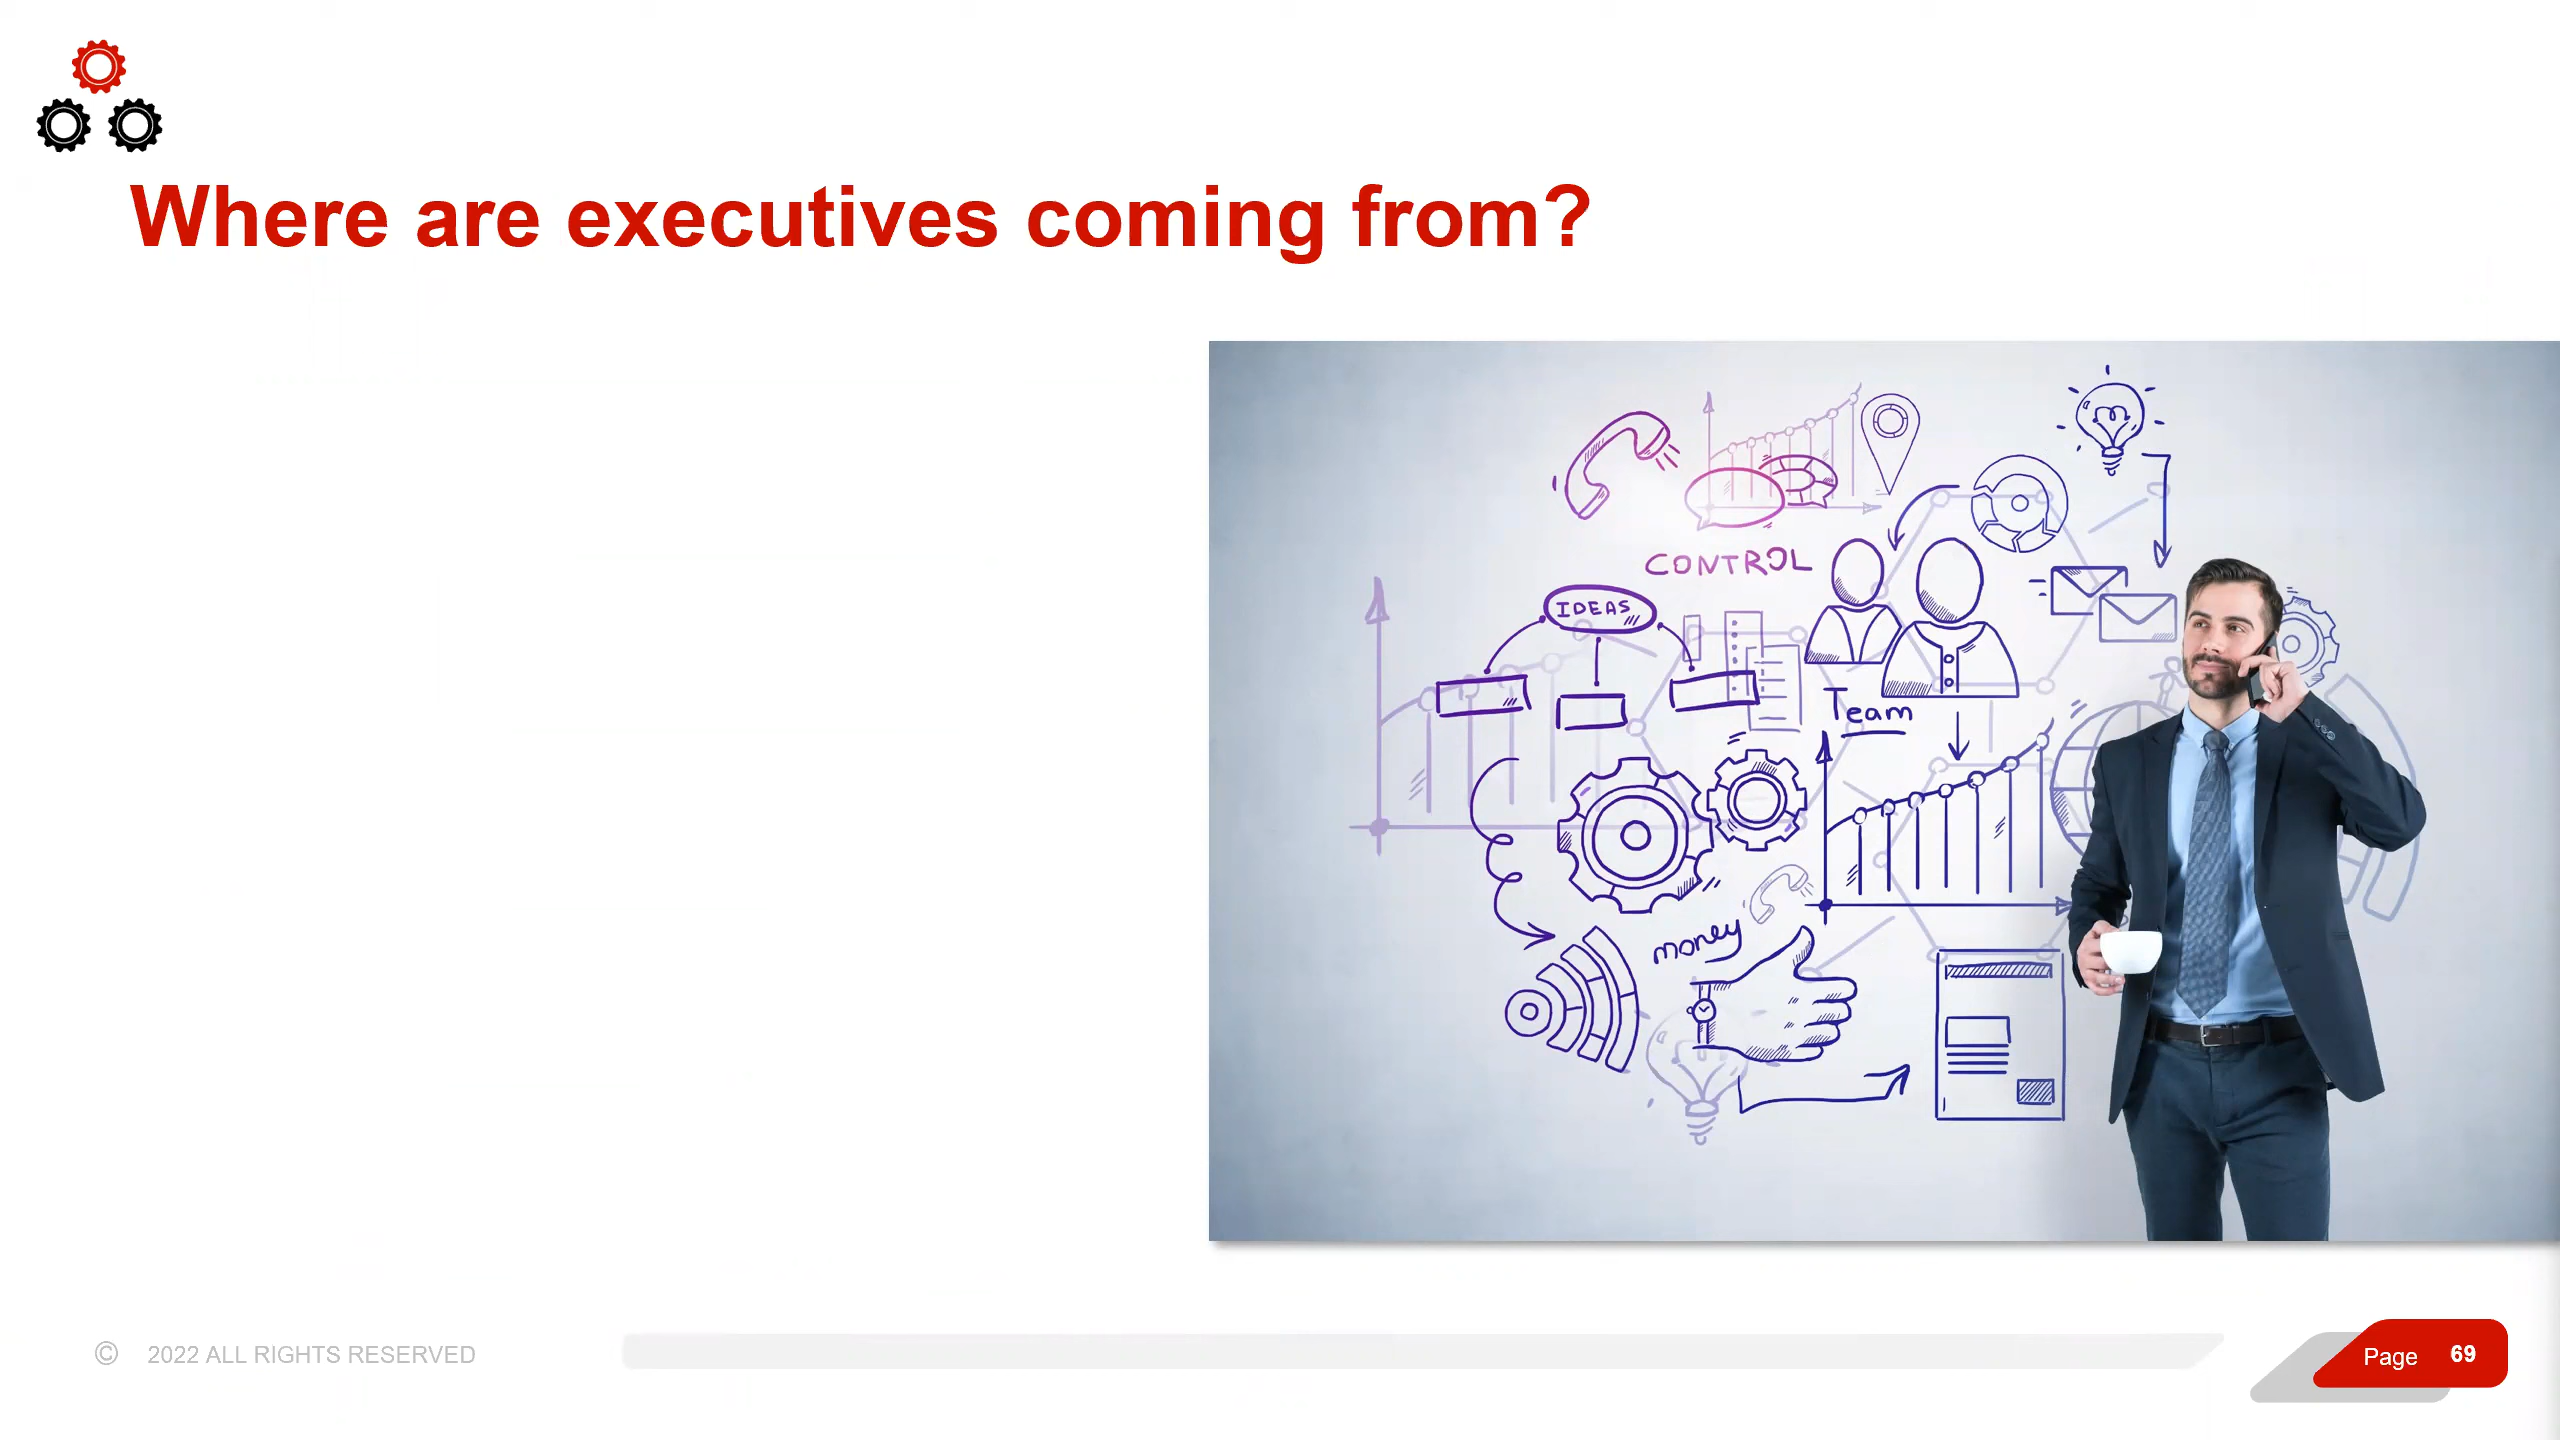 Where are executives coming from?
CONTROL
IDEAS
Team
money
© 2022 ALL RIGHTS RESERVED
Page 69